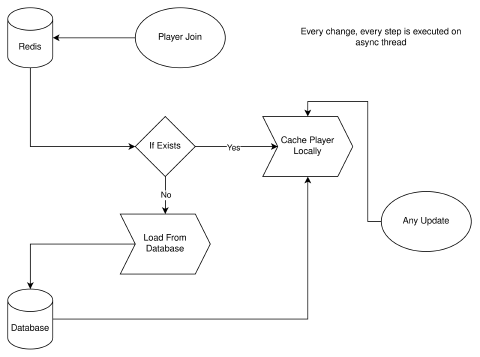 Player Join
Every change, every step is executed on
async thread
Redis
If Exists
Yes
Cache Player
Locally
No
Any Update
Load From
Database
Database